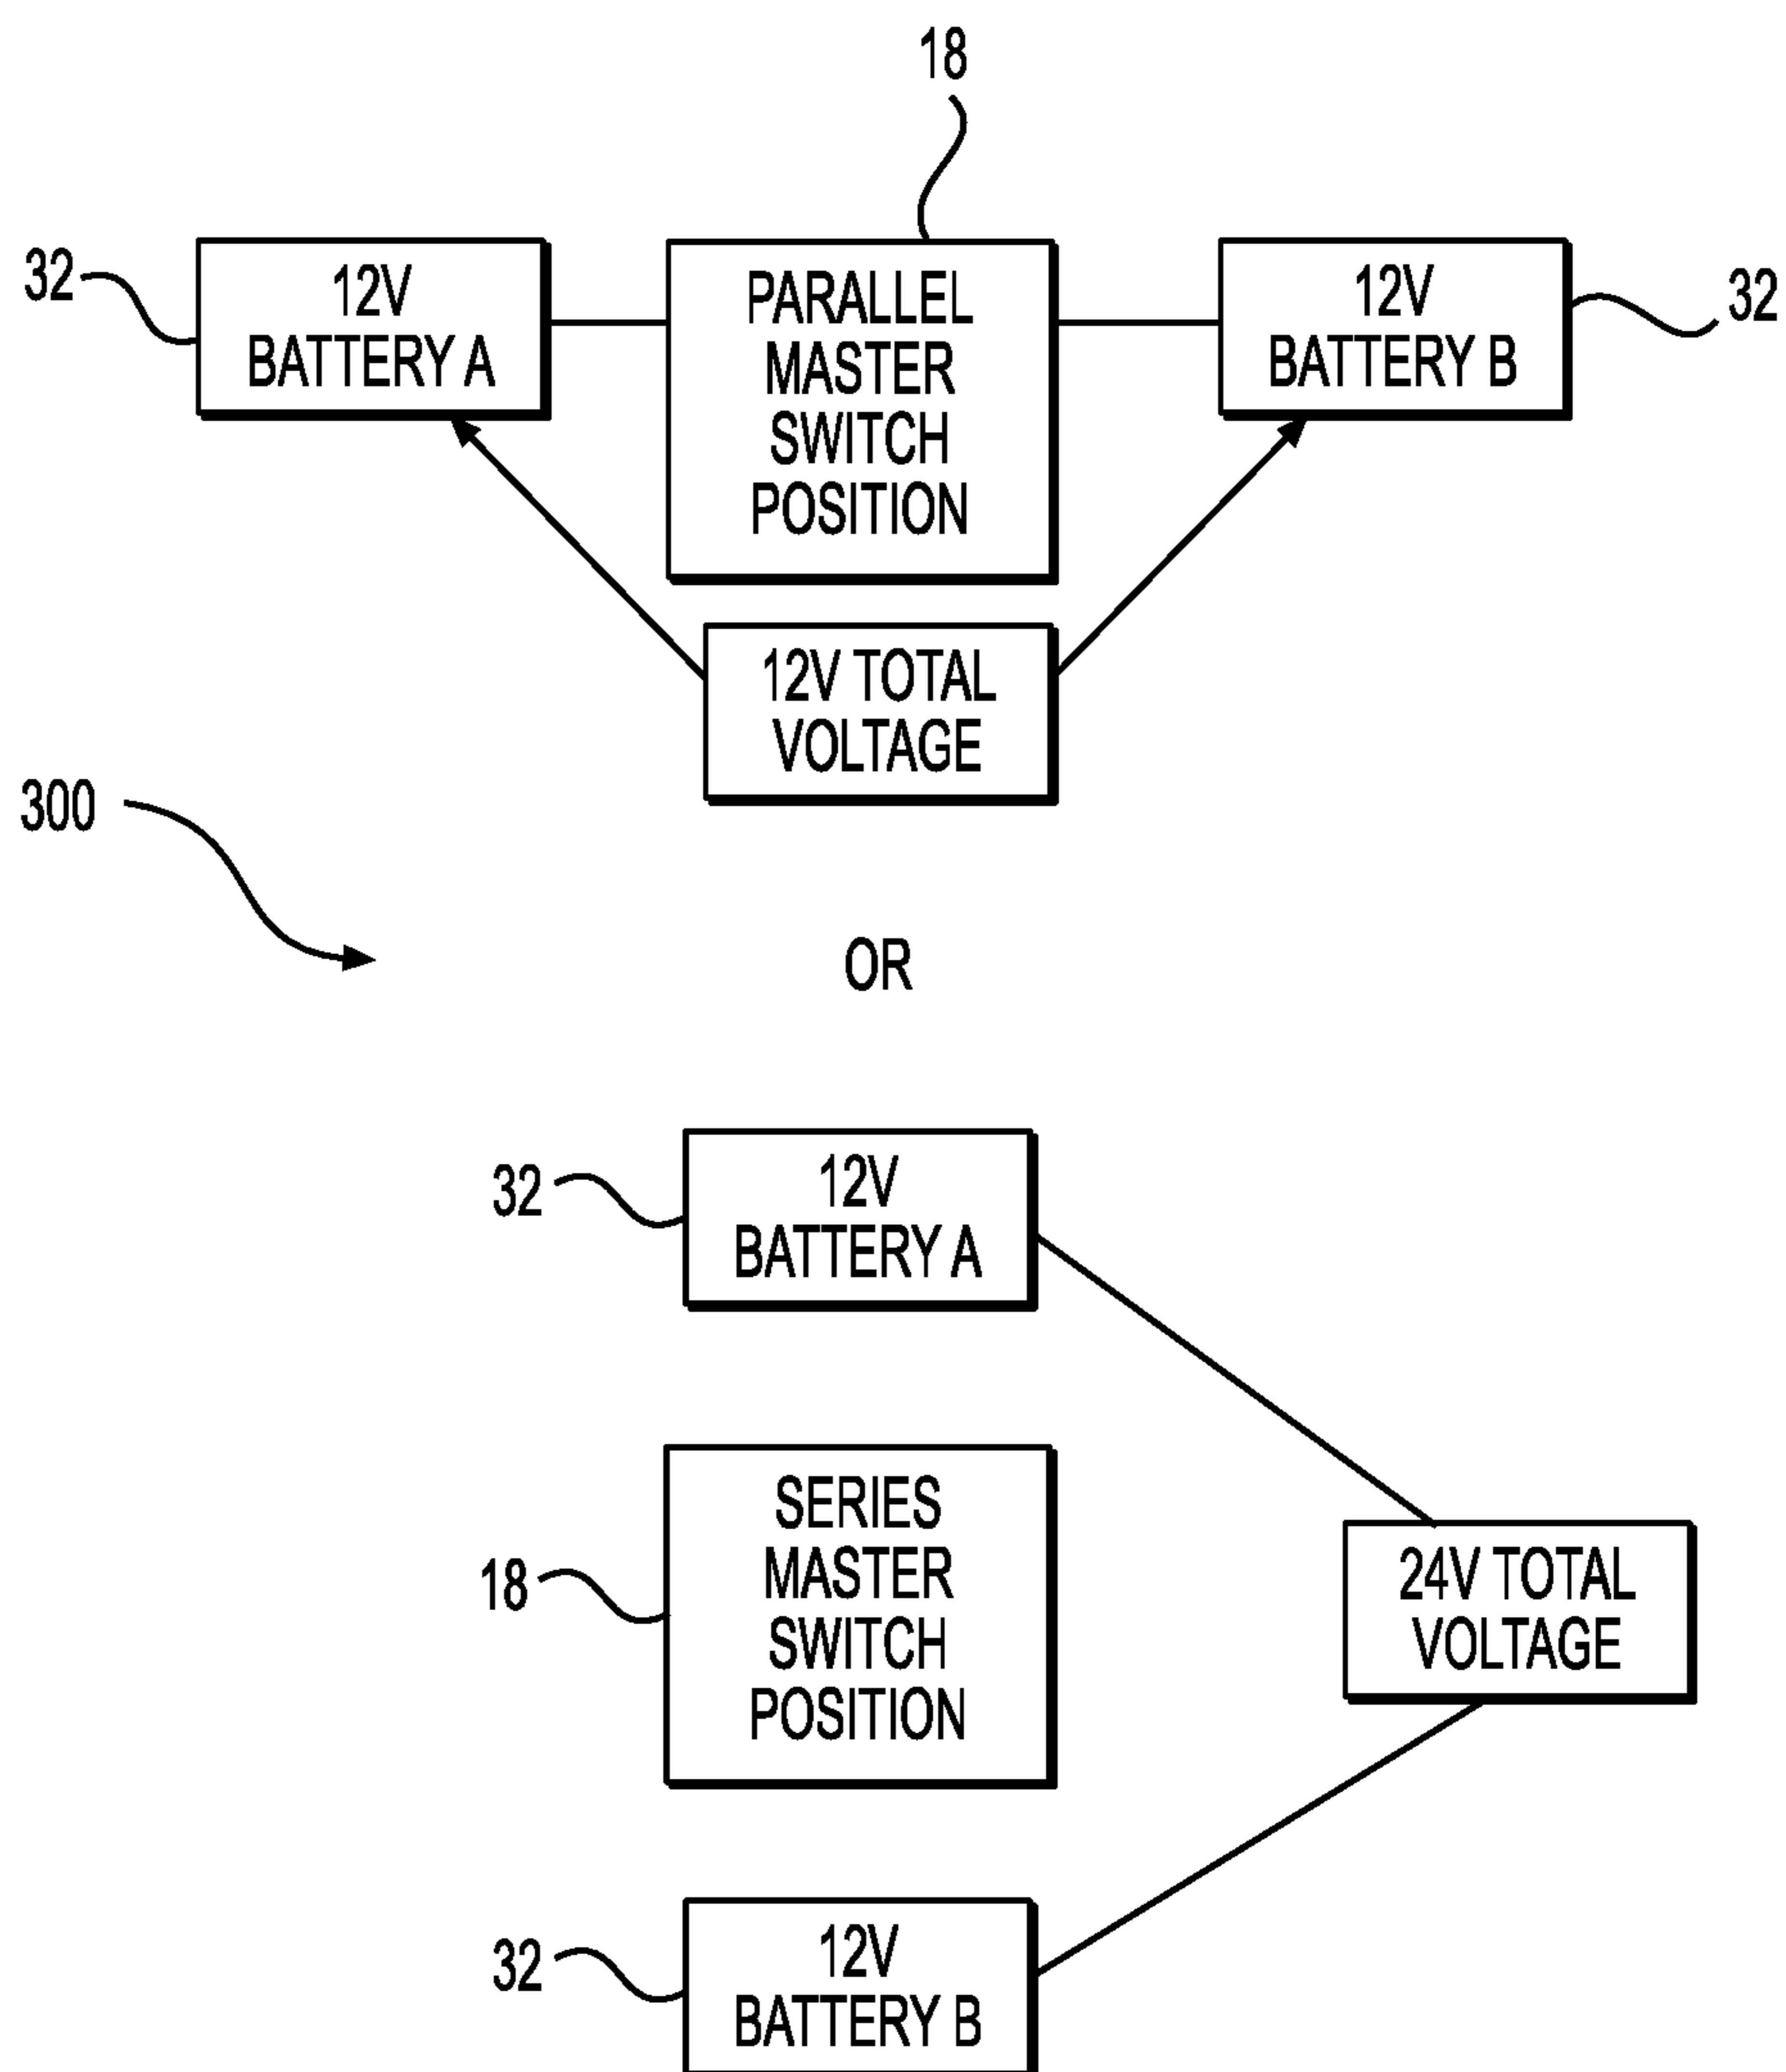 18
32
12V
BATTERY A
PARALLEL
MASTER
SWITCH
POSITION
12V
BATTERY B
32
12V TOTAL
VOLTAGE
300
OR
32
12V
BATTERY A
18
SERIES
MASTER
SWITCH
POSITION
24V TOTAL
VOLTAGE
32
12V
BATTERY B